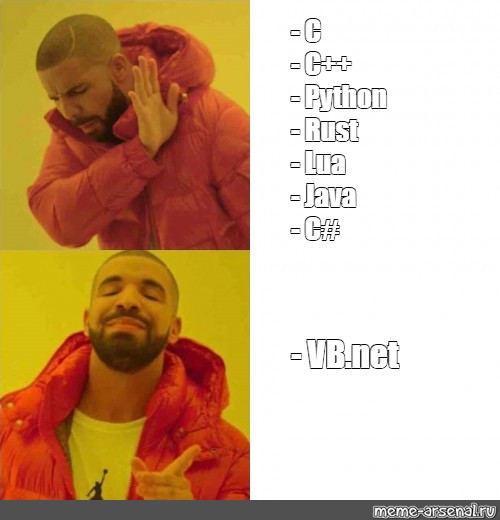 - C
- C++
- Python
- Rust
- Lua
- Java
- C#
- VB.net
meme-arsenal.ru